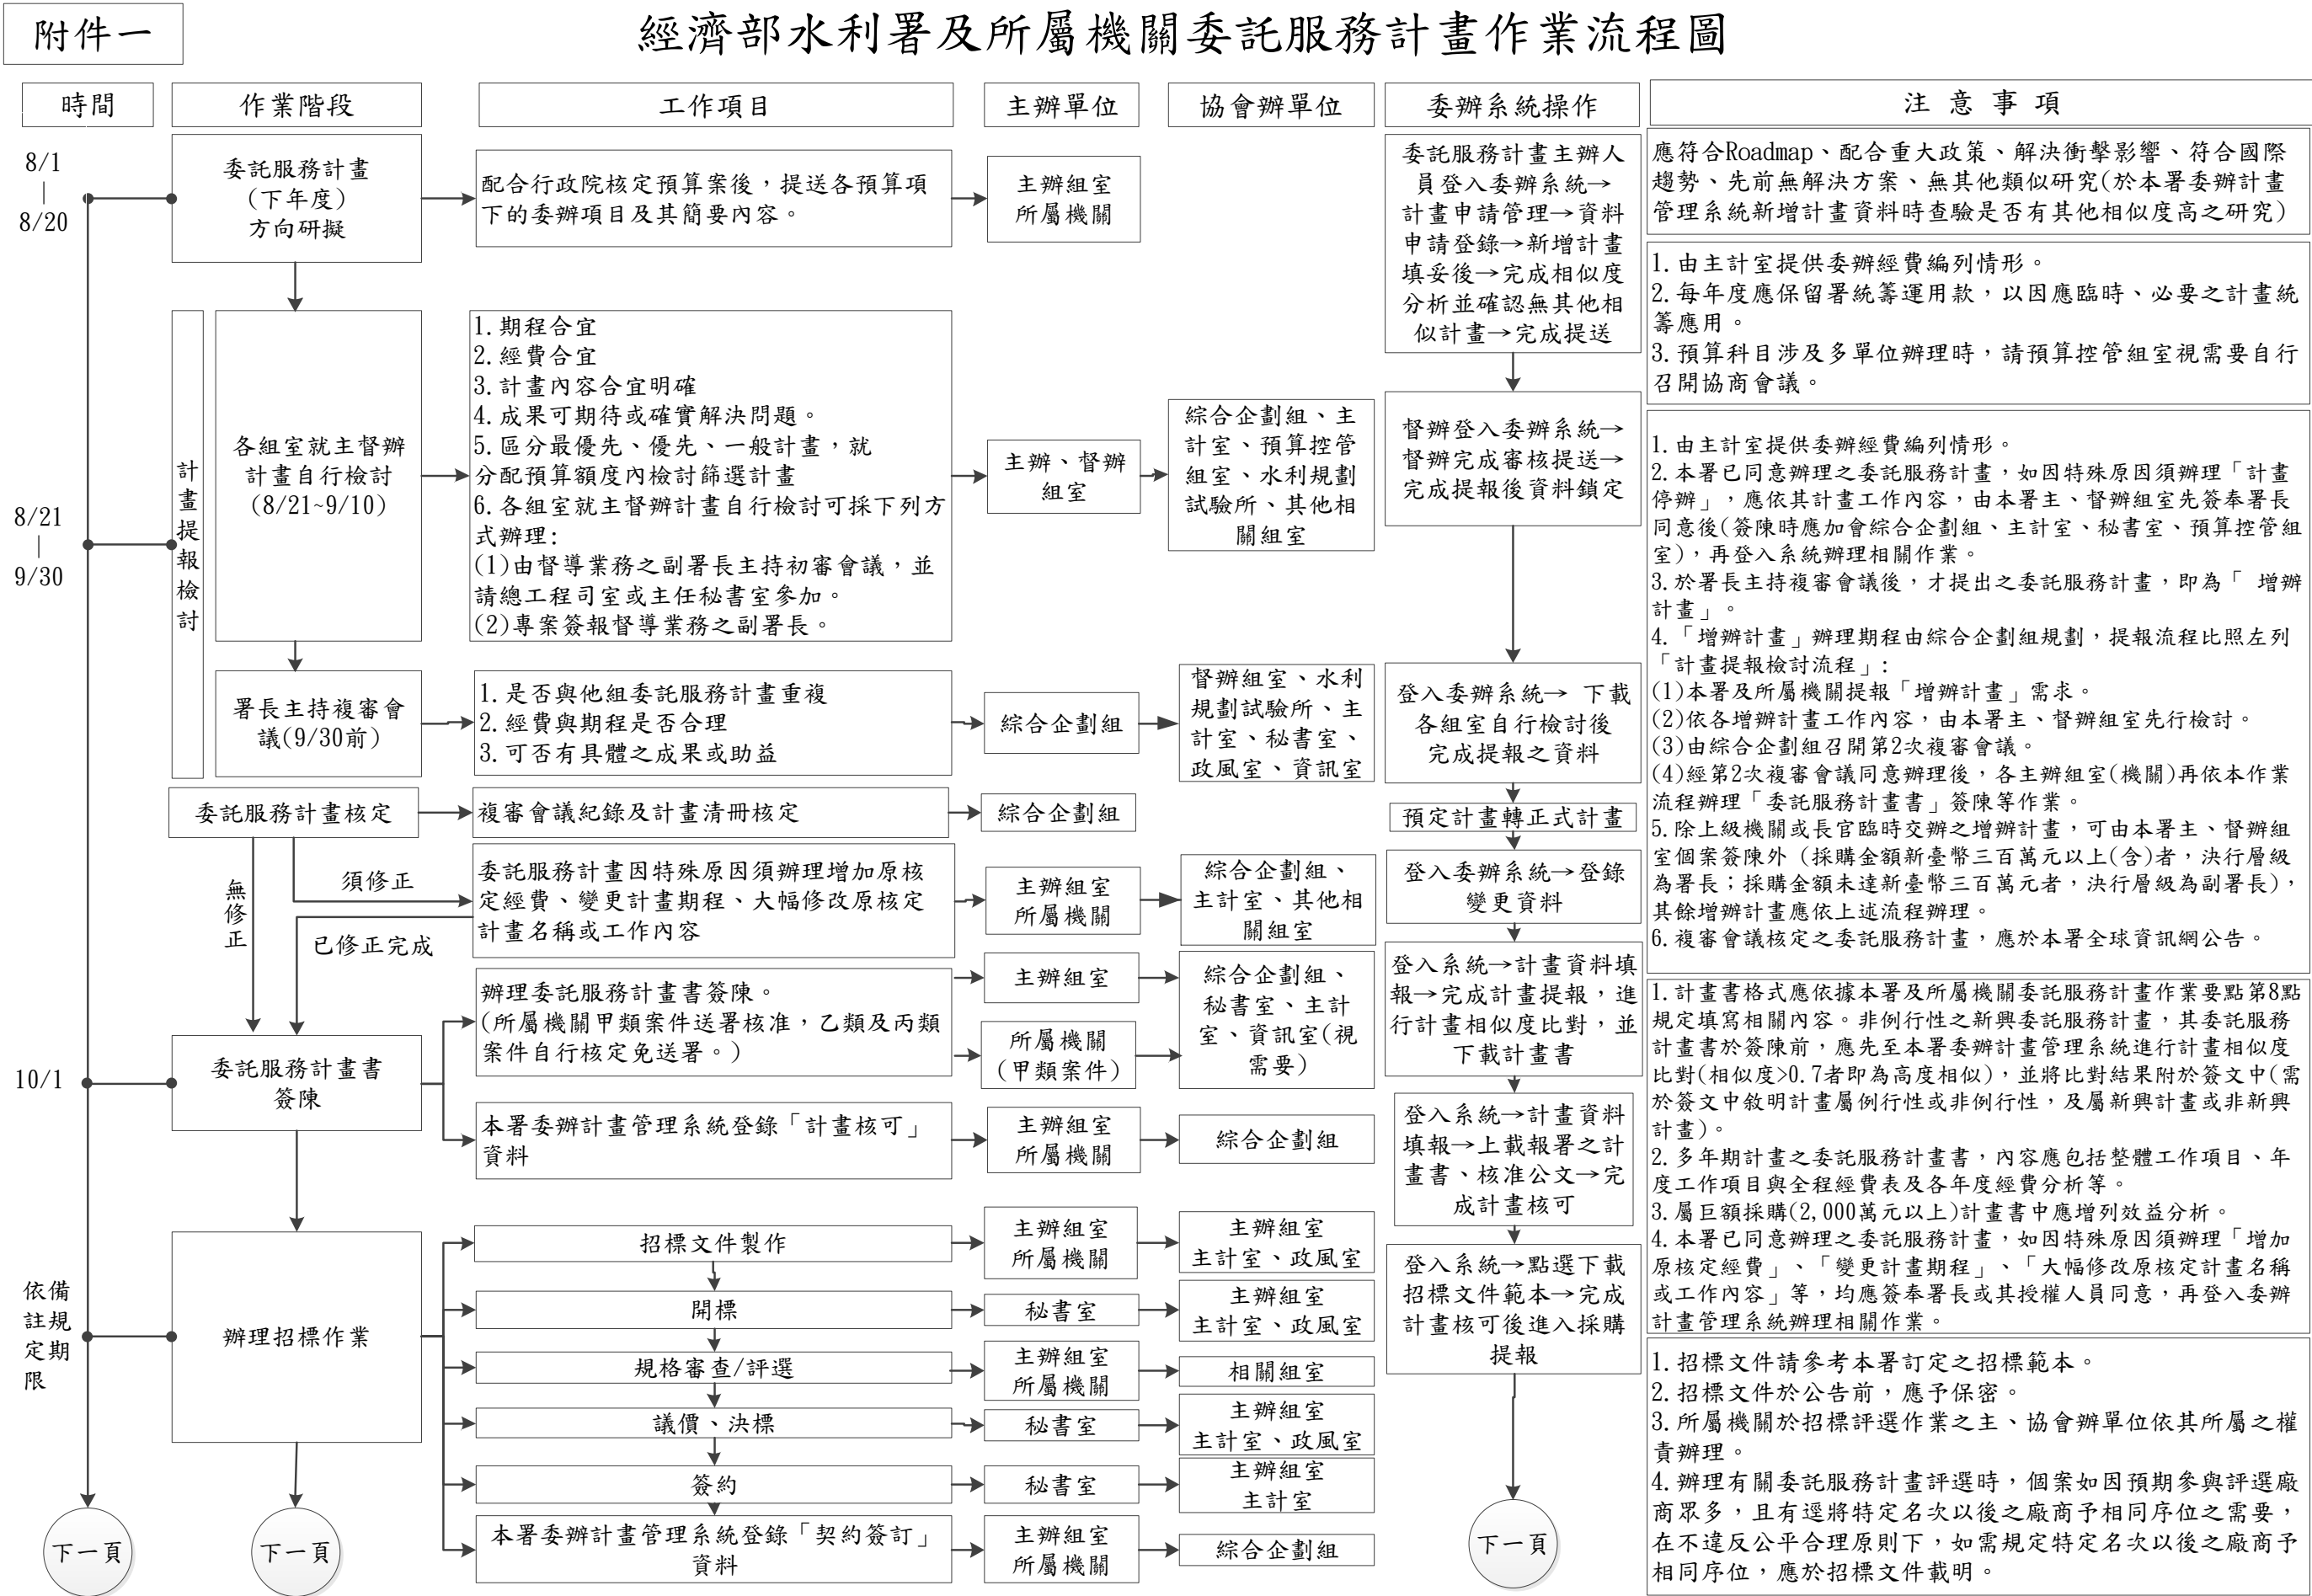 附件一
經濟部水利署及所屬機關委託服務計畫作業流程圖
時間
作業階段
工作項目
主辦單位
協會辦單位
委辦系統操作
注 意 事 項
8/1
|
8/20
委託服務計畫
(下年度)
方向研擬
配合行政院核定預算案後，提送各預算項
下的委辦項目及其簡要內容。
主辦組室
所屬機關
委託服務計畫主辦人
員登入委辦系統→
計畫申請管理→資料
申請登錄→新增計畫
填妥後→完成相似度
分析並確認無其他相
似計畫→完成提送
應符合Roadmap、配合重大政策、解決衝擊影響、符合國際
趨勢、先前無解決方案、無其他類似研究(於本署委辦計畫
管理系統新增計畫資料時查驗是否有其他相似度高之研究)
1.由主計室提供委辦經費編列情形。
2.每年度應保留署統籌運用款，以因應臨時、必要之計畫統
籌應用。
3.預算科目涉及多單位辦理時，請預算控管組室視需要自行
召開協商會議。
8/21
|
9/30
計
畫
提
報
檢
討
各組室就主督辦
計畫自行檢討
(8/21~9/10)
1.期程合宜
2.經費合宜
3.計畫內容合宜明確
4.成果可期待或確實解決問題。
5.區分最優先、優先、一般計畫，就
分配預算額度內檢討篩選計畫
6.各組室就主督辦計畫自行檢討可採下列方
式辦理:
(1)由督導業務之副署長主持初審會議，並
請總工程司室或主任秘書室參加。
(2)專案簽報督導業務之副署長。
主辦、督辦
組室
綜合企劃組、主
計室、預算控管
組室、水利規劃
試驗所、其他相
關組室
督辦登入委辦系統→
督辦完成審核提送→
完成提報後資料鎖定
1.由主計室提供委辦經費編列情形。
2.本署已同意辦理之委託服務計畫，如因特殊原因須辦理「計畫
停辦」，應依其計畫工作內容，由本署主、督辦組室先簽奉署長
同意後(簽陳時應加會綜合企劃組、主計室、秘書室、預算控管組
室)，再登入系統辦理相關作業。
3.於署長主持複審會議後，才提出之委託服務計畫，即為「 增辦
計畫」。
4.「增辦計畫」辦理期程由綜合企劃組規劃，提報流程比照左列
「計畫提報檢討流程」:
(1)本署及所屬機關提報「增辦計畫」需求。
(2)依各增辦計畫工作內容，由本署主、督辦組室先行檢討。
(3)由綜合企劃組召開第2次複審會議。
(4)經第2次複審會議同意辦理後，各主辦組室(機關)再依本作業
流程辦理「委託服務計畫書」簽陳等作業。
5.除上級機關或長官臨時交辦之增辦計畫，可由本署主、督辦組
室個案簽陳外 (採購金額新臺幣三百萬元以上(含)者，決行層級
為署長；採購金額未達新臺幣三百萬元者，決行層級為副署長)，
其餘增辦計畫應依上述流程辦理。
6.複審會議核定之委託服務計畫，應於本署全球資訊網公告。
署長主持複審會
議(9/30前)
1.是否與他組委託服務計畫重複
2.經費與期程是否合理
3.可否有具體之成果或助益
綜合企劃組
督辦組室、水利
規劃試驗所、主
計室、秘書室、
政風室、資訊室
登入委辦系統→ 下載
各組室自行檢討後
完成提報之資料
委託服務計畫核定
複審會議紀錄及計畫清冊核定
綜合企劃組
預定計畫轉正式計畫
無
修
正
須修正
已修正完成
委託服務計畫因特殊原因須辦理增加原核
定經費、變更計畫期程、大幅修改原核定
計畫名稱或工作內容
主辦組室
所屬機關
綜合企劃組、
主計室、其他相
關組室
登入委辦系統→登錄
變更資料
10/1
委託服務計畫書
簽陳
辦理委託服務計畫書簽陳。
(所屬機關甲類案件送署核准，乙類及丙類
案件自行核定免送署。)
主辦組室
所屬機關
(甲類案件)
綜合企劃組、
秘書室、主計
室、資訊室(視
需要)
登入系統→計畫資料填
報→完成計畫提報，進
行計畫相似度比對，並
下載計畫書
本署委辦計畫管理系統登錄「計畫核可」
資料
主辦組室
所屬機關
綜合企劃組
登入系統→計畫資料
填報→上載報署之計
畫書、核准公文→完
成計畫核可
1.計畫書格式應依據本署及所屬機關委託服務計畫作業要點第8點
規定填寫相關內容。非例行性之新興委託服務計畫，其委託服務
計畫書於簽陳前，應先至本署委辦計畫管理系統進行計畫相似度
比對(相似度>0.7者即為高度相似)，並將比對結果附於簽文中(需
於簽文中敘明計畫屬例行性或非例行性，及屬新興計畫或非新興
計畫)。
2.多年期計畫之委託服務計畫書，內容應包括整體工作項目、年
度工作項目與全程經費表及各年度經費分析等。
3.屬巨額採購(2,000萬元以上)計畫書中應增列效益分析。
4.本署已同意辦理之委託服務計畫，如因特殊原因須辦理「增加
原核定經費」、「變更計畫期程」、「大幅修改原核定計畫名稱
或工作內容」等，均應簽奉署長或其授權人員同意，再登入委辦
計畫管理系統辦理相關作業。
依備
註規
定期
限
辦理招標作業
招標文件製作
主辦組室
所屬機關
主辦組室
主計室、政風室
開標
秘書室
主辦組室
主計室、政風室
規格審查/評選
主辦組室
所屬機關
相關組室
議價、決標
秘書室
主辦組室
主計室、政風室
簽約
秘書室
主辦組室
主計室
本署委辦計畫管理系統登錄「契約簽訂」
資料
主辦組室
所屬機關
綜合企劃組
登入系統→點選下載
招標文件範本→完成
計畫核可後進入採購
提報
1.招標文件請參考本署訂定之招標範本。
2.招標文件於公告前，應予保密。
3.所屬機關於招標評選作業之主、協會辦單位依其所屬之權
責辦理。
4.辦理有關委託服務計畫評選時，個案如因預期參與評選廠
商眾多，且有逕將特定名次以後之廠商予相同序位之需要，
在不違反公平合理原則下，如需規定特定名次以後之廠商予
相同序位，應於招標文件載明。
下一頁
下一頁
下一頁